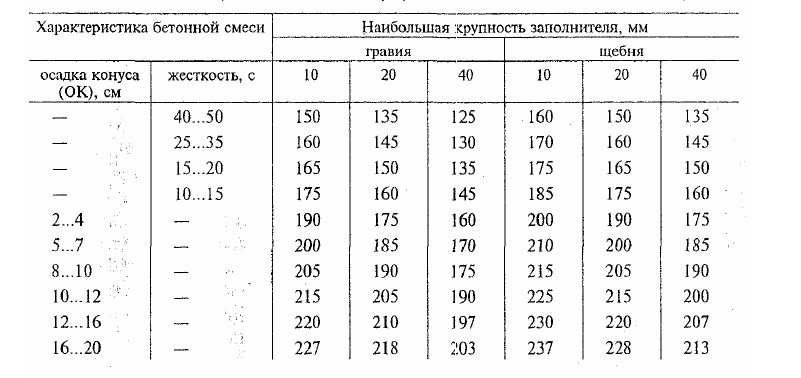 Характеристика бетонной смеси Наибольшая крупность заполнителя, мм
гравия щебня
осадка конуса (ОК), см жесткость, с 10 20 40 10 20 40
— 40...50 150 135 125 160 150 135
— 25...35 160 145 130 170 160 145
— 15...20 165 150 135 175 165 150
— 10...15 175 160 145 185 175 160
2...4 — 190 175 160 200 190 175
5...7 — 200 185 170 210 200 185
8...10 — 205 190 175 215 205 190
10...12 — 215 205 190 225 215 200
12...16 — 220 210 197 230 220 207
16...20 — 227 218 203 237 228 213